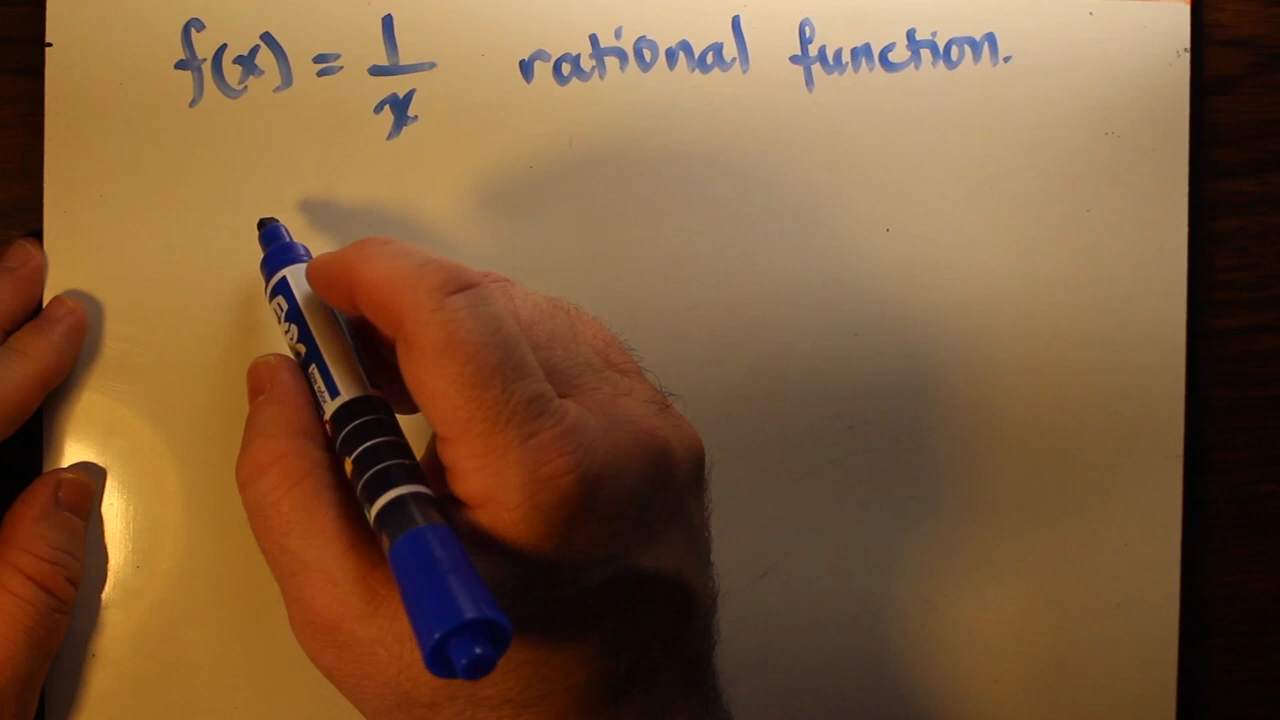 f(x) = 1/x rational function.